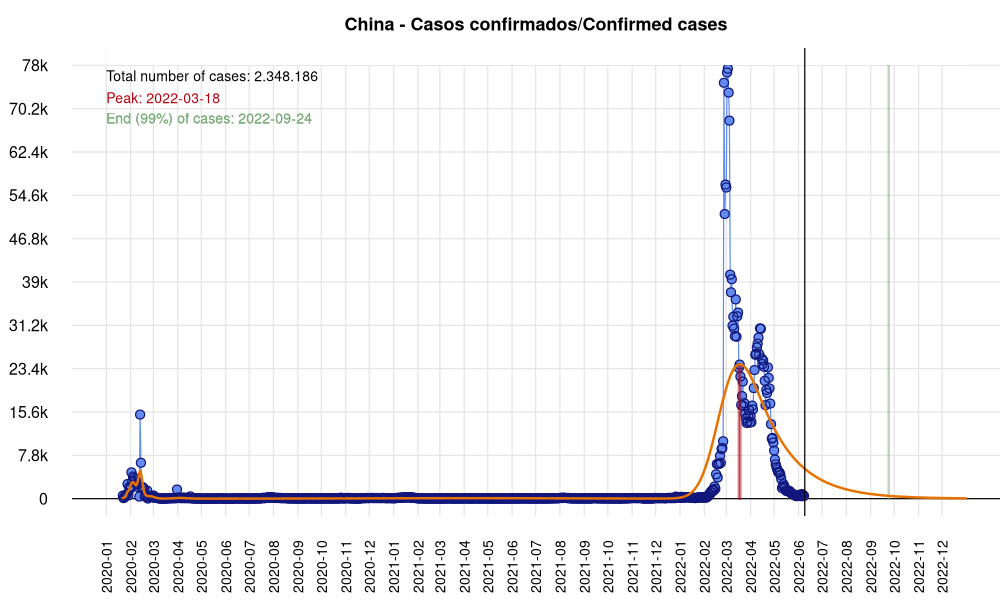 China - Casos confirmados/Confirmed cases
Total number of cases: 2.348.186
Peak: 2022-03-18
End (99%) of cases: 2022-09-24
78k
70.2k
62.4k
54.6k
46.8k
39k
31.2k
23.4k
15.6k
7.8k
0
2020-01
2020-02
2020-03
2020-04
2020-05
2020-06
2020-07
2020-08
2020-09
2020-10
2020-11
2020-12
2021-01
2021-02
2021-03
2021-04
2021-05
2021-06
2021-07
2021-08
2021-09
2021-10
2021-11
2021-12
2022-01
2022-02
2022-03
2022-04
2022-05
2022-06
2022-07
2022-08
2022-09
2022-10
2022-11
2022-12